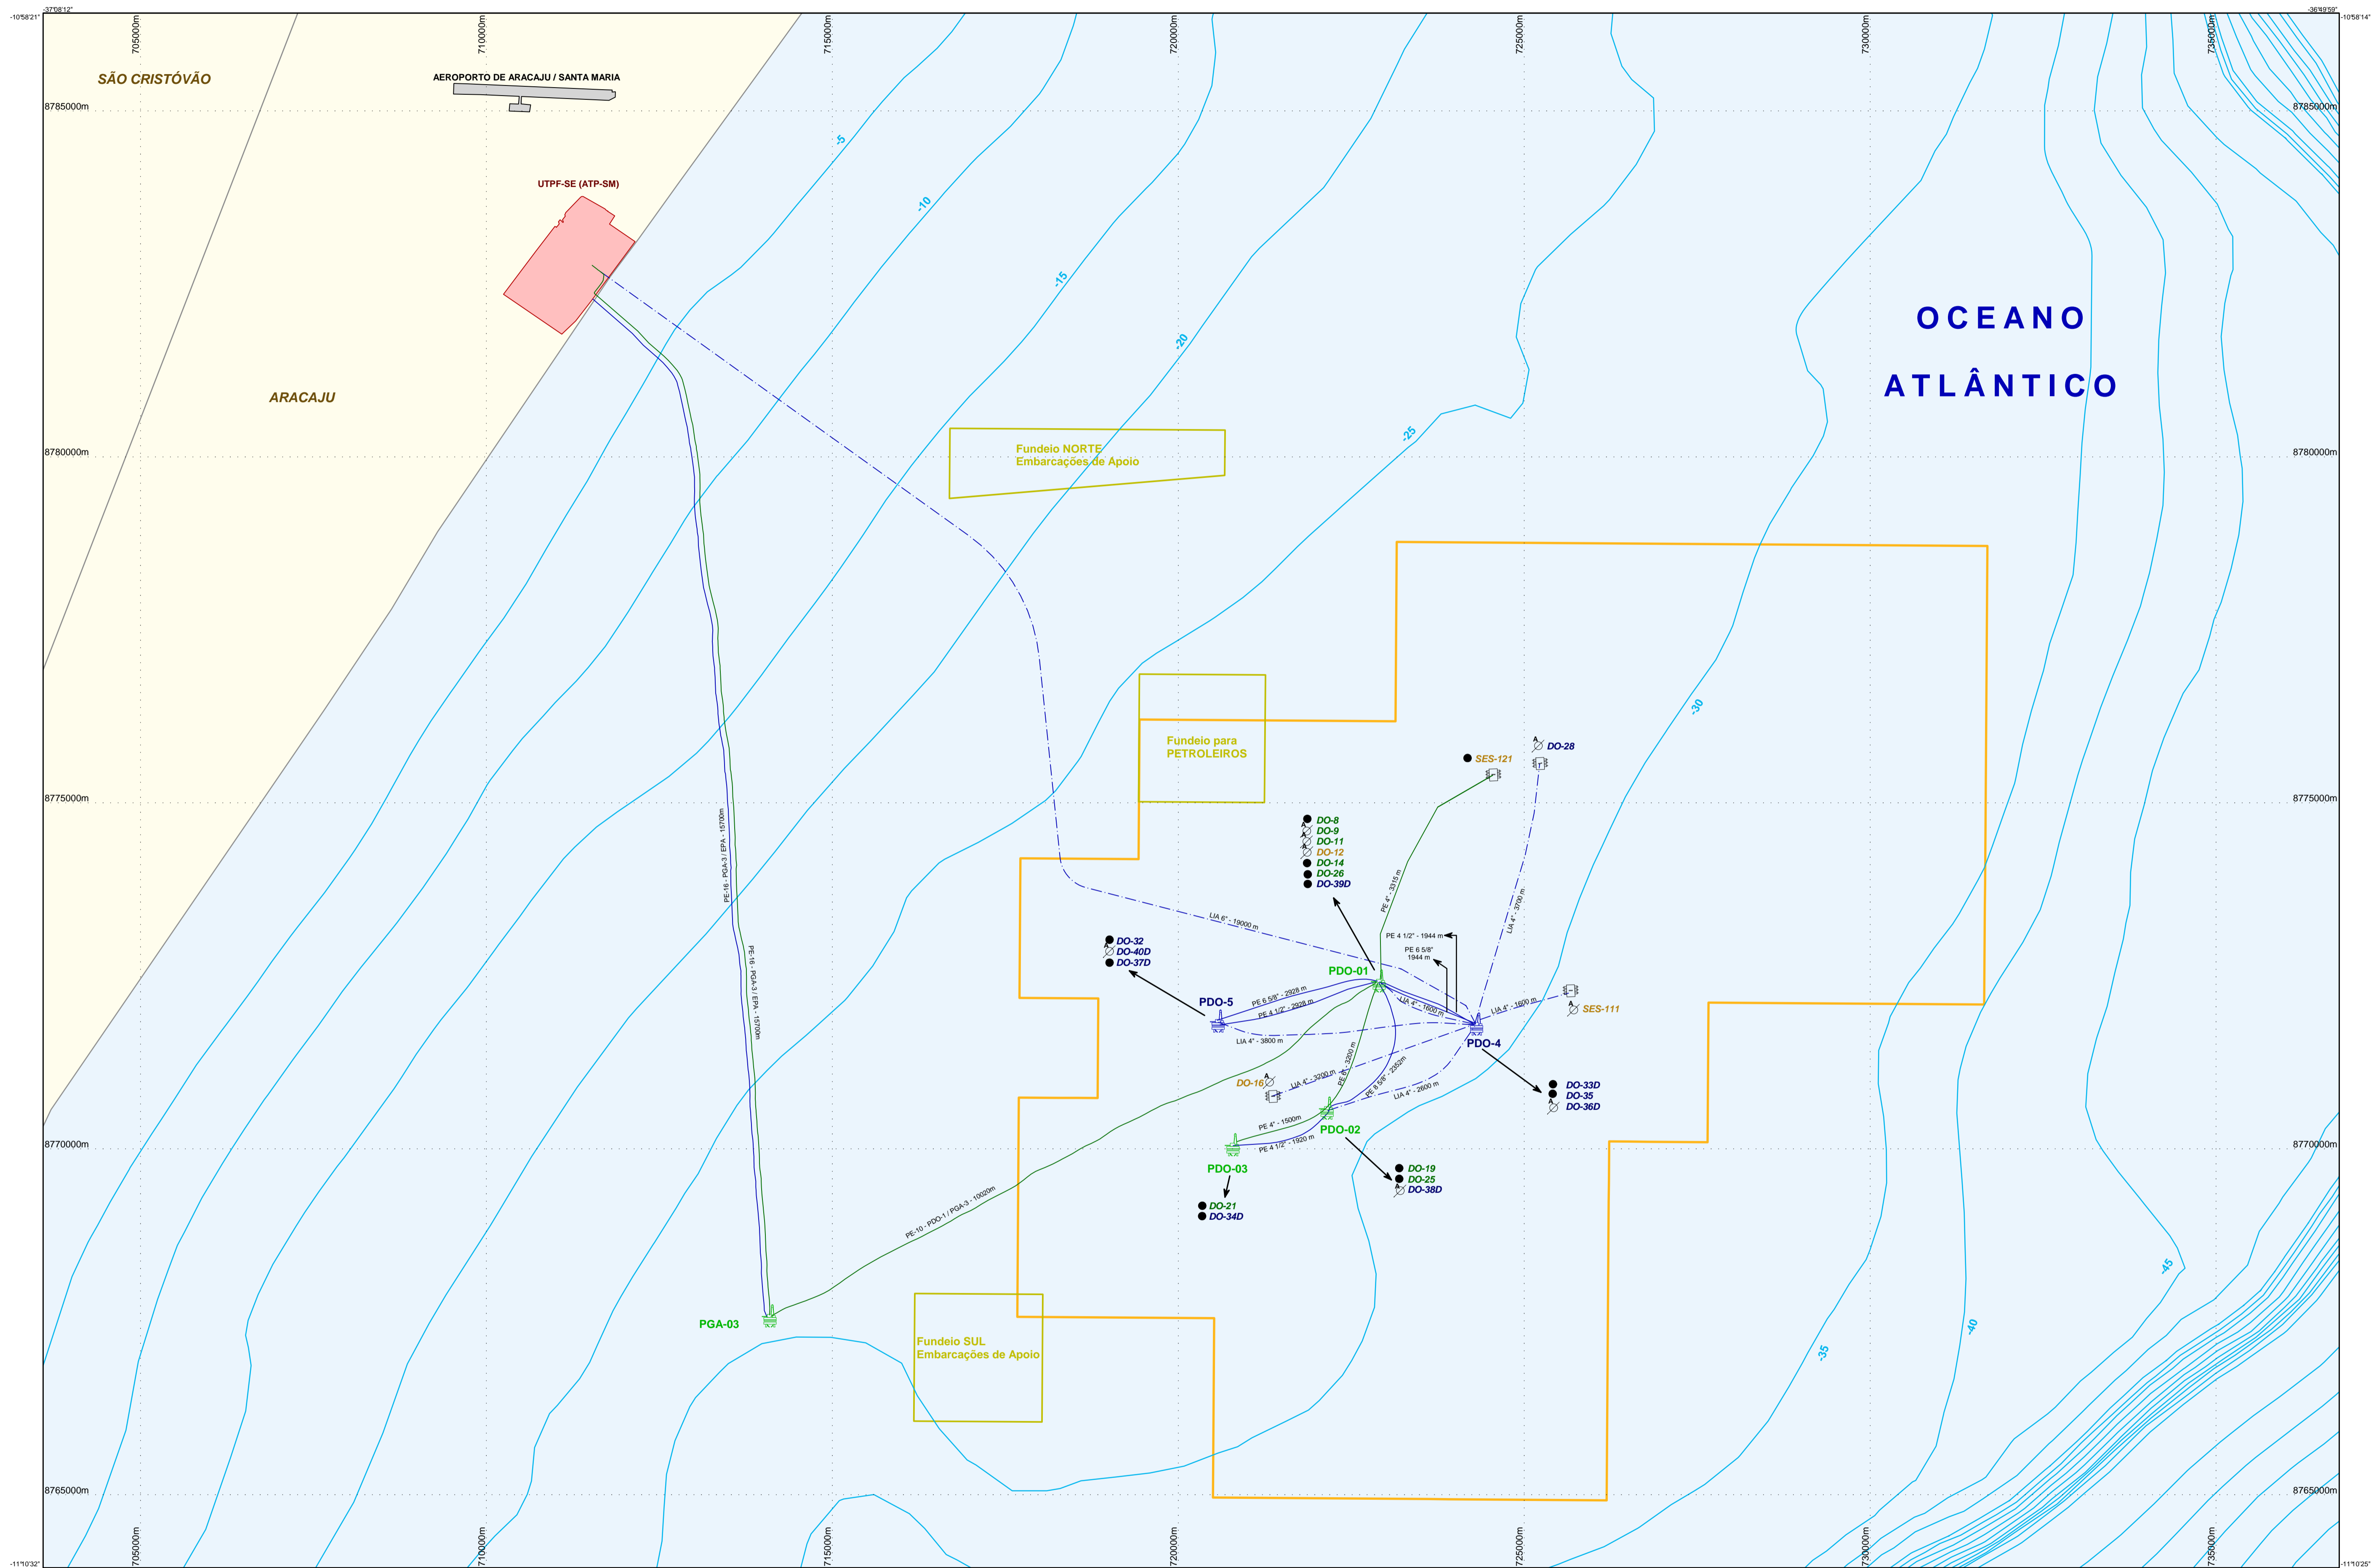 -37°08'12"
-36°49'59"
-10°58'21"
-10°58'14"
705000m
710000m
715000m
720000m
725000m
730000m
735000m
SÃO CRISTÓVÃO
AEROPORTO DE ARACAJU / SANTA MARIA
8785000m
8785000m
-5
UTPF-SE (ATP-SM)
-10
-15
OCEANO
-20
ATLÂNTICO
ARACAJU
-25
Fundeio NORTE
Embarcações de Apoio
8780000m
8780000m
-30
Fundeio para
PETROLEIROS
DO-28
A
SES-121
8775000m
8775000m
DO-8
A DO-9
A DO-11
A DO-12
DO-14
DO-26
DO-39D
PE-16 - PGA-3 / EPA - 15700m
PE 4" - 3315 m
LIA 4" - 3700 m
LIA 6" - 19000 m
DO-32
A DO-40D
DO-37D
PE 4 1/2" - 1944 m
PE 6 5/8"
1944 m
PE-16 - PGA-3 / EPA - 15700m
PDO-01
PDO-5
PE 6 5/8" - 2928 m
PE 4 1/2" - 2928 m
LIA 4" - 1600 m
LIA 4" - 1600 m
A SES-111
LIA 4" - 3800 m
PDO-4
PE 6" - 3200 m
PE 8 5/8" - 2352m
DO-16
A
LIA 4" - 3200 m
LIA 4" - 2600 m
DO-33D
DO-35
A DO-36D
PE 4" - 1500m
PE 4 1/2" - 1920 m
PDO-02
8770000m
8770000m
PDO-03
DO-19
DO-25
A DO-38D
DO-21
DO-34D
PE-10 - PDO-1 / PGA-3 - 10020m
-45
PGA-03
Fundeio SUL
Embarcações de Apoio
-35
-40
8765000m
8765000m
705000m
710000m
715000m
720000m
725000m
730000m
735000m
-11°10'32"
-11°10'25"